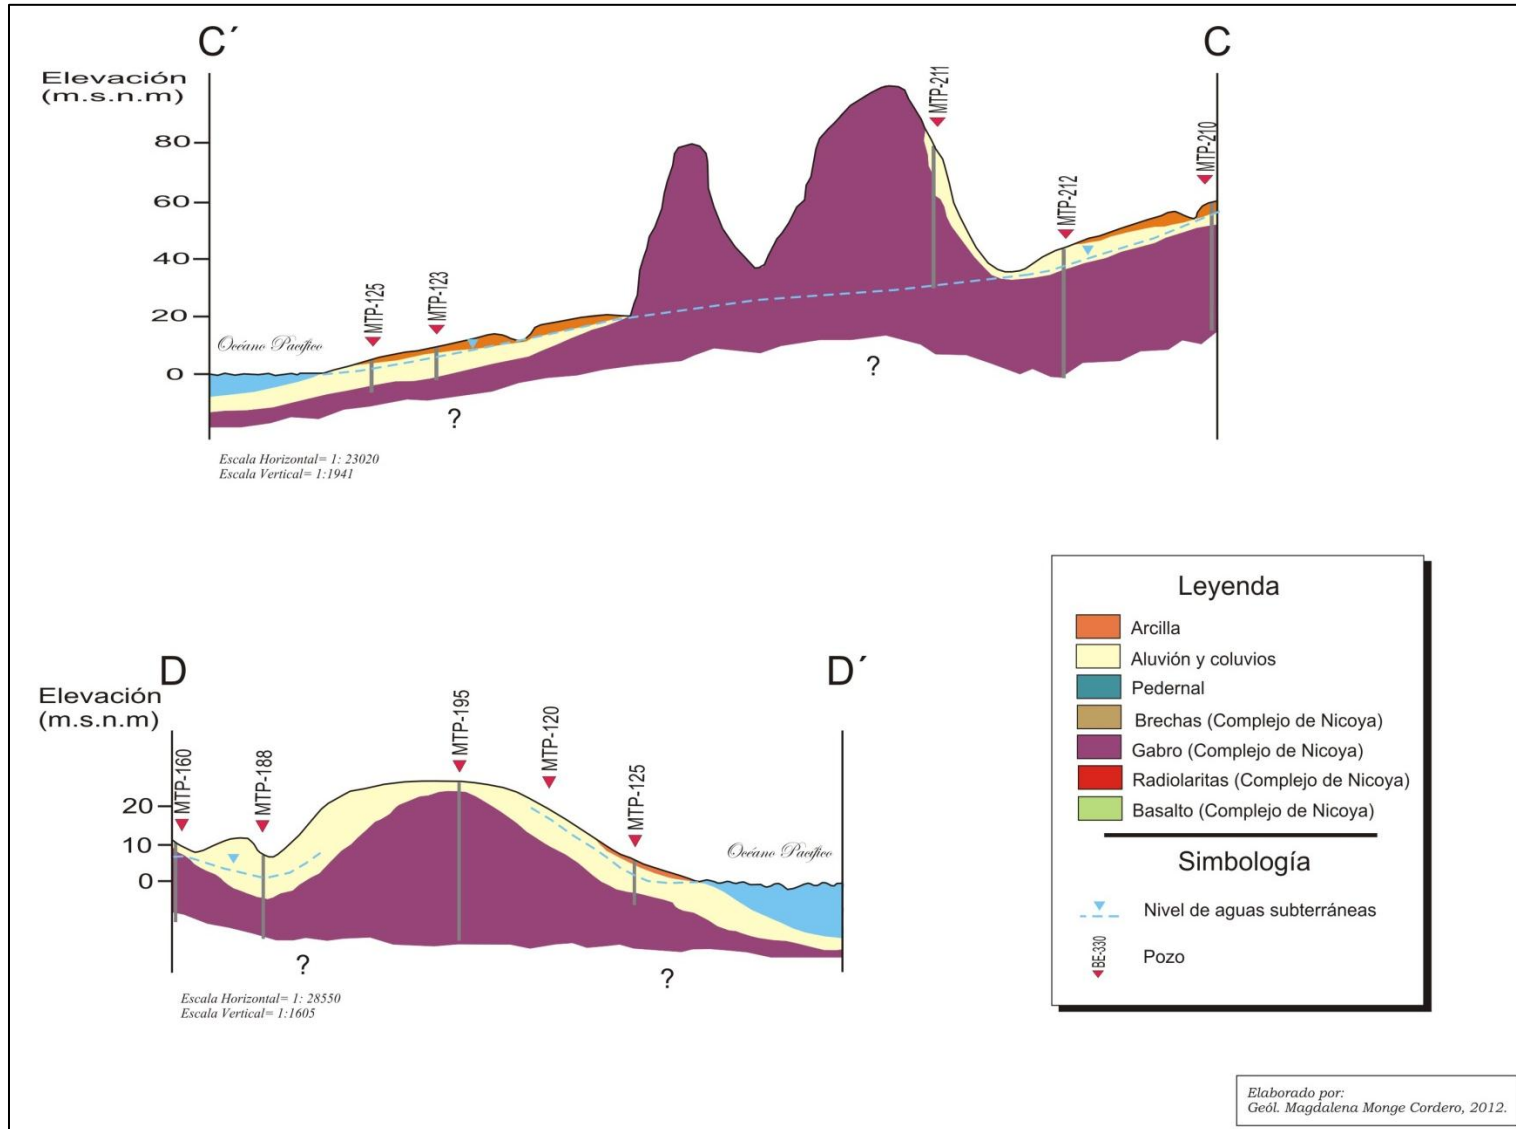 C´
C
Elevación
(m.s.n.m)
80
60
40
20
0
MTP-125
MTP-123
MTP-211
MTP-212
MTP-210
Océano Pacífico
?
?
Escala Horizontal= 1: 23020
Escala Vertical= 1:1941
D
D´
Elevación
(m.s.n.m)
20
10
0
MTP-160
MTP-188
MTP-195
MTP-120
MTP-125
Océano Pacífico
?
?
Escala Horizontal= 1: 28550
Escala Vertical= 1:1605
Leyenda
Arcilla
Aluvión y coluvios
Pedernal
Brechas (Complejo de Nicoya)
Gabro (Complejo de Nicoya)
Radiolaritas (Complejo de Nicoya)
Basalto (Complejo de Nicoya)
Simbología
Nivel de aguas subterráneas
BE-330
Pozo
Elaborado por:
Geól. Magdalena Monge Cordero, 2012.